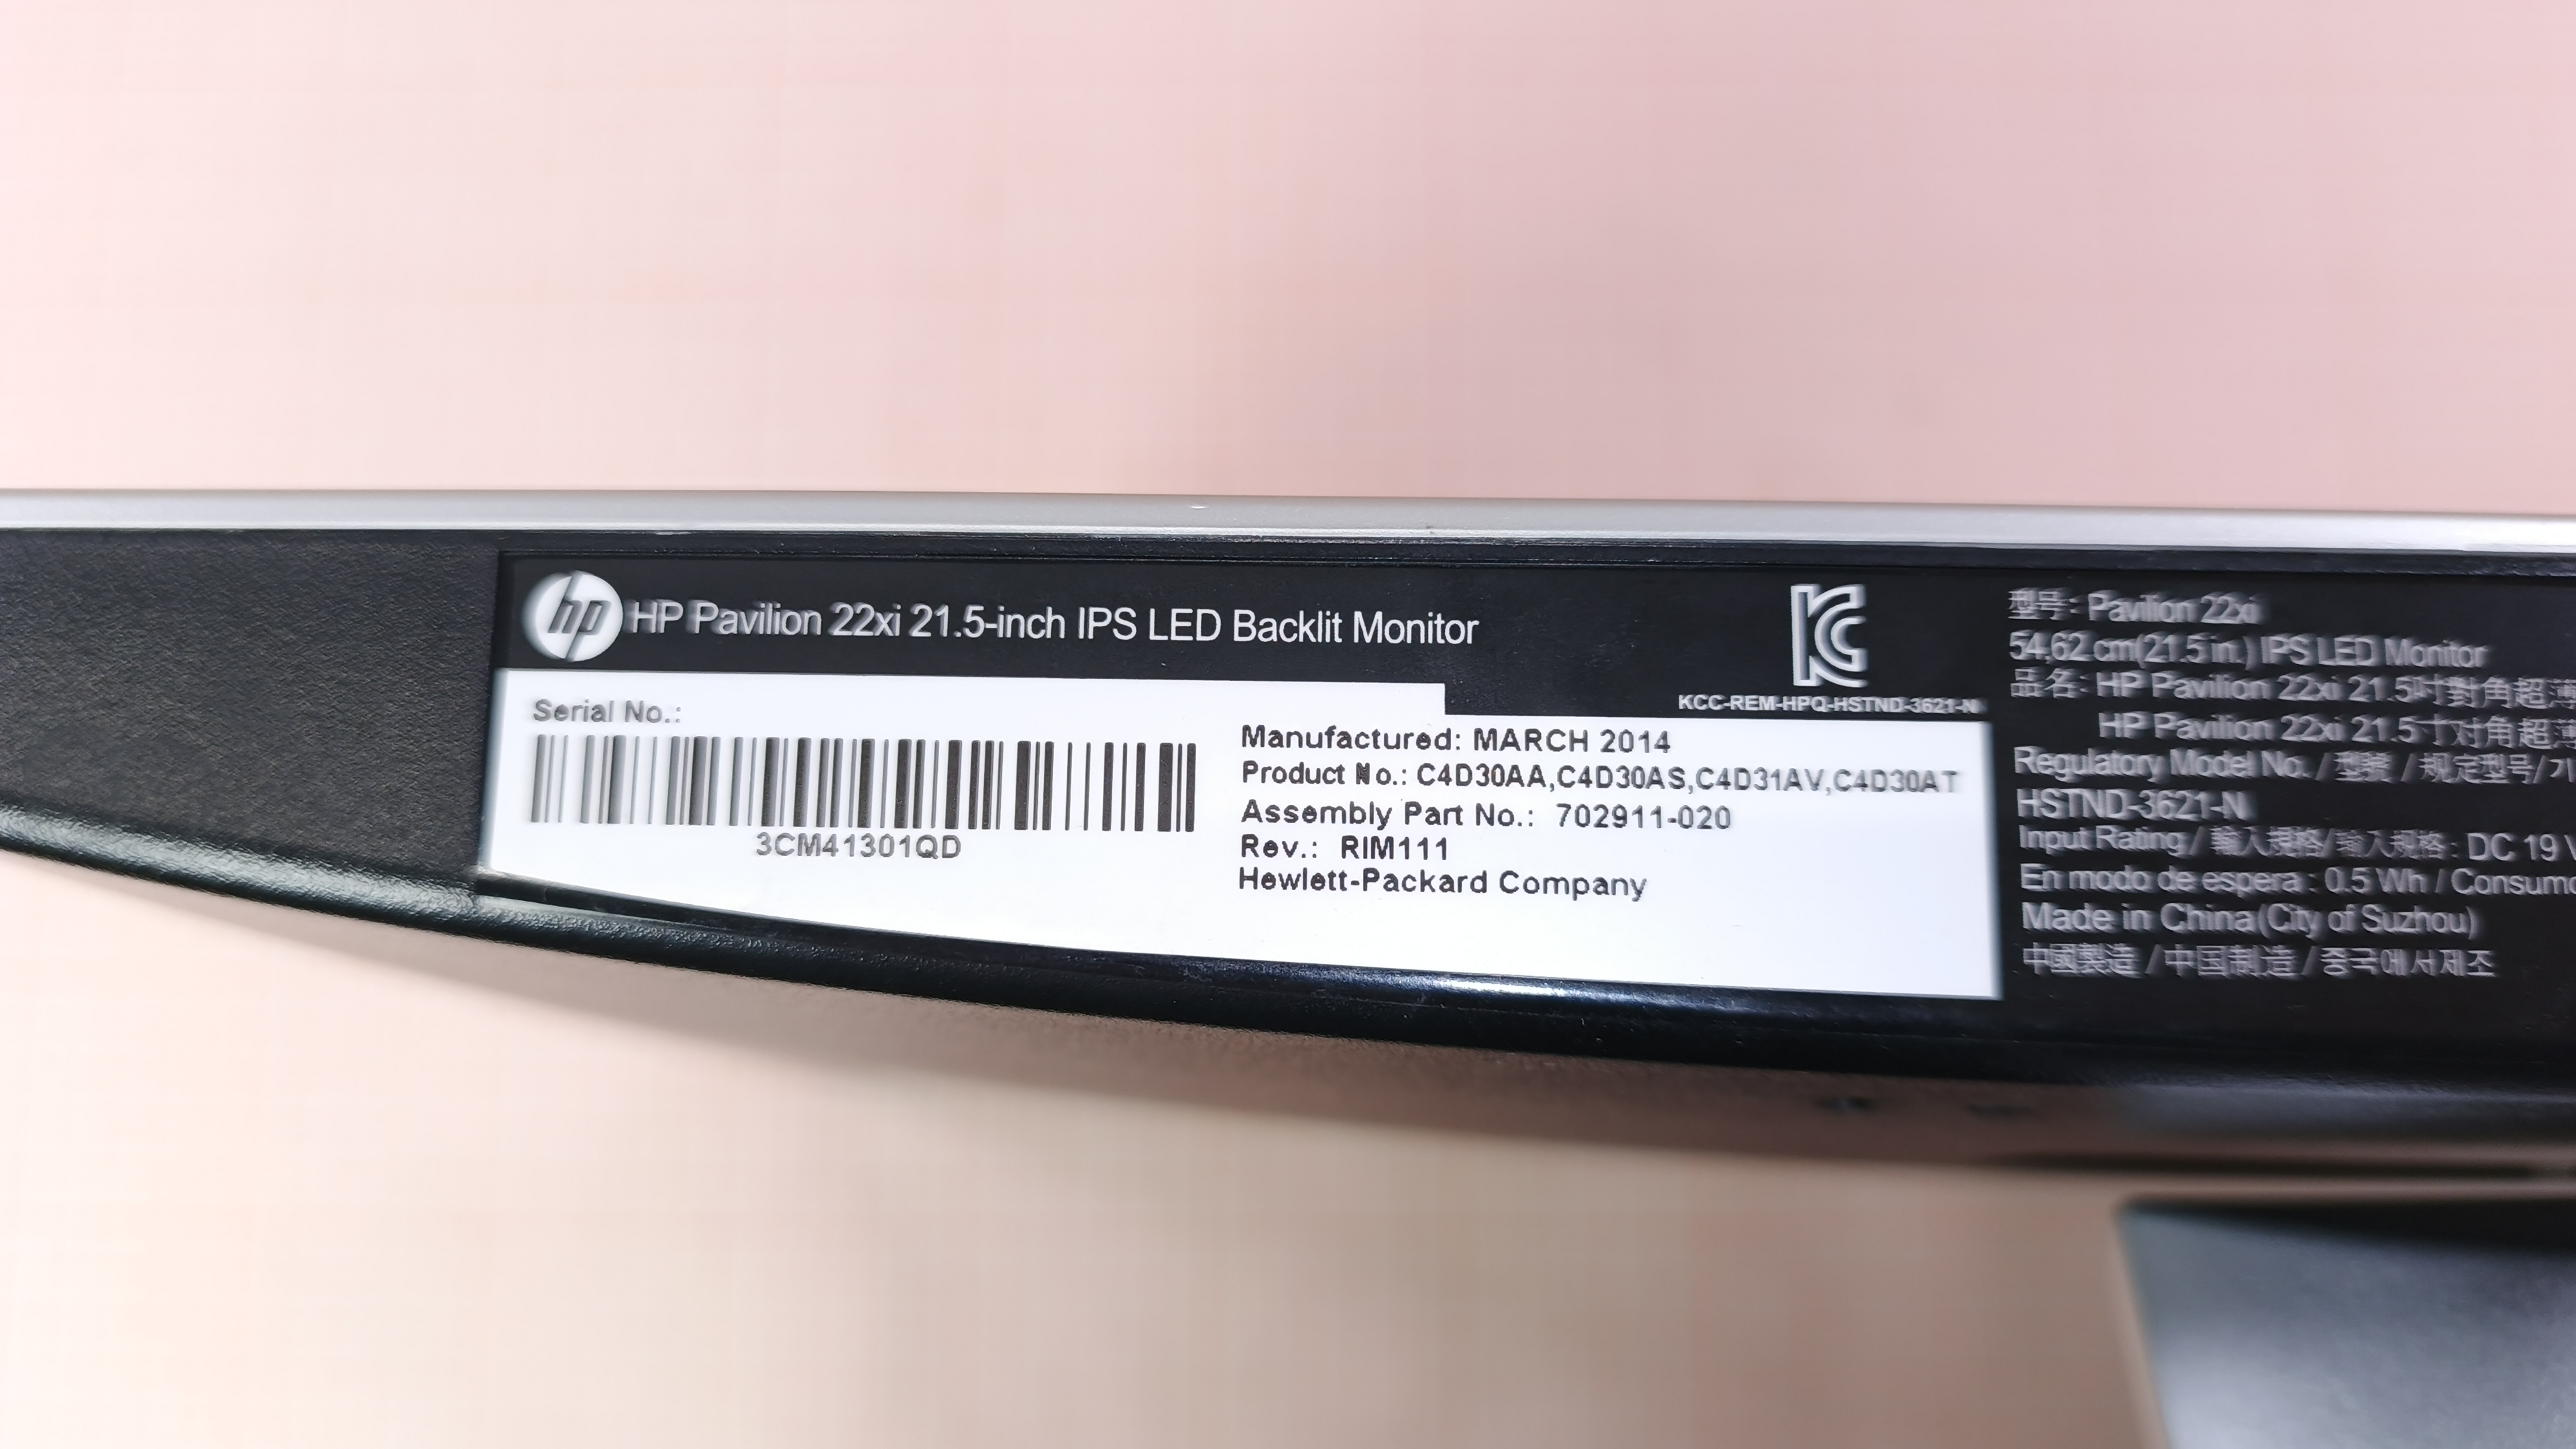 hp HP Pavilion 22xi 21.5-inch IPS LED Backlit Monitor
KCC-REM-HPQ-HSTND-3621-N
Serial No.:
3CM41301QD
Manufactured: MARCH 2014
Product No.: C4D30AA,C4D30AS,C4D31AV,C4D30AT
Assembly Part No.: 702911-020
Rev.: RIM111
Hewlett-Packard Company
型号: Pavilion 22xi
54,62 cm(21.5 in.) IPS LED Monitor
品名: HP Pavilion 22xi 21.5吋對角超薄
HP Pavilion 22xi 21.5寸对角超薄
Regulatory Model No. / 型號 / 规定型号/
HSTND-3621-N
Input Rating / 輸入規格/ 输入规格: DC 19 V
En modo de espera : 0.5 Wh / Consumo
Made in China(City of Suzhou)
中國製造 / 中国制造 / 중국에서제조